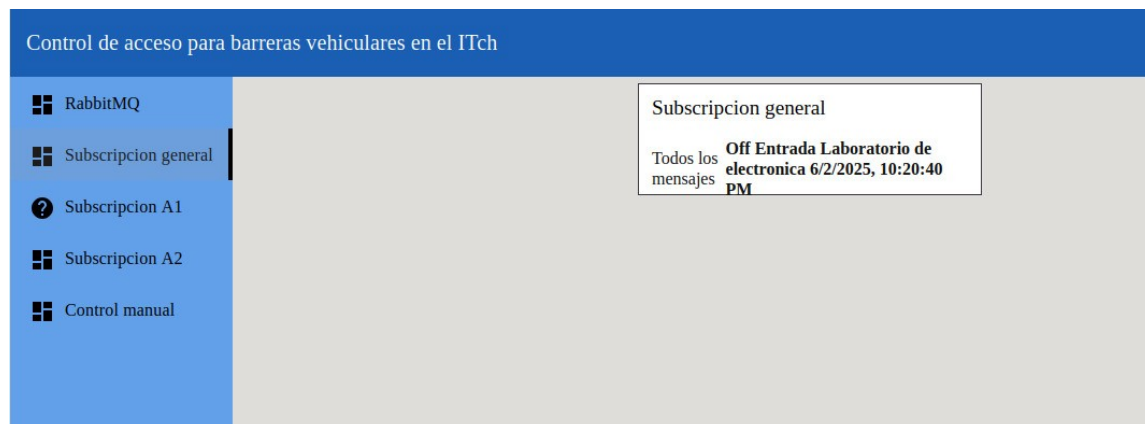 Control de acceso para barreras vehiculares en el ITch
RabbitMQ
Subscripcion general
Subscripcion A1
Subscripcion A2
Control manual
Subscripcion general
Todos los
mensajes
Off Entrada Laboratorio de
electronica 6/2/2025, 10:20:40
PM